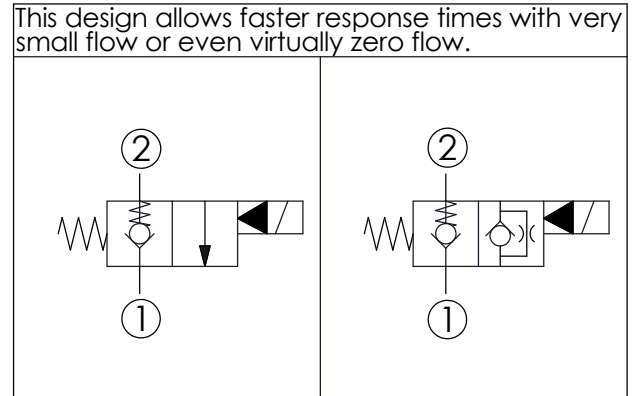 This design allows faster response times with very
small flow or even virtually zero flow.
2
2
1
1